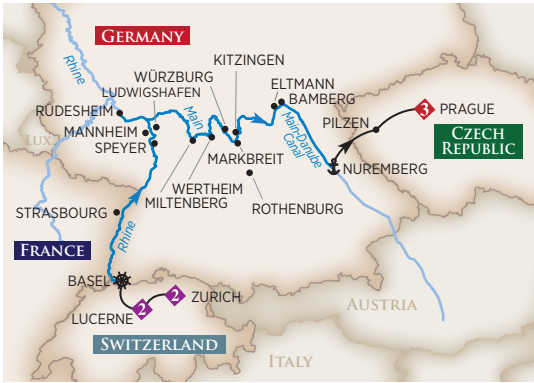 GERMANY
KITZINGEN
Rhine
WÜRZBURG
ELTMANN
LUDWIGSHAFEN
BAMBERG
RÜDESHEIM
3
PRAGUE
Main
PILZEN
MANNHEIM
CZECH
REPUBLIC
LUX.
SPEYER
Main-Danube
Canal
MARKBREIT
NUREMBERG
WERTHEIM
MILTENBERG
ROTHENBURG
STRASBOURG
Rhine
FRANCE
BASEL
2
ZURICH
2
LUCERNE
AUSTRIA
SWITZERLAND
ITALY